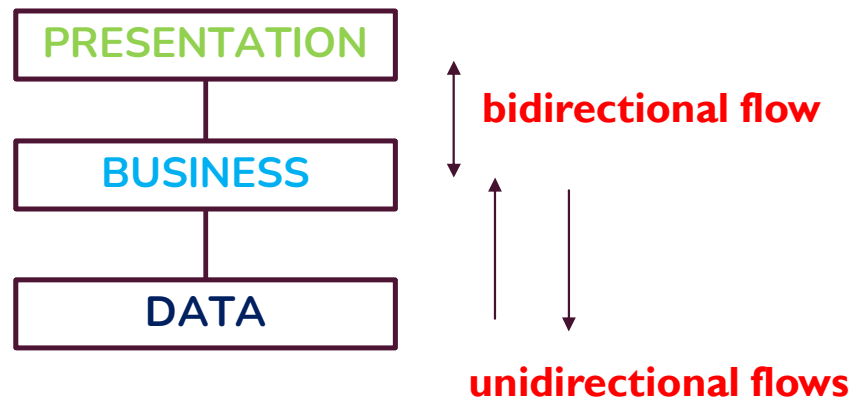 PRESENTATION
bidirectional flow
BUSINESS
DATA
unidirectional flows